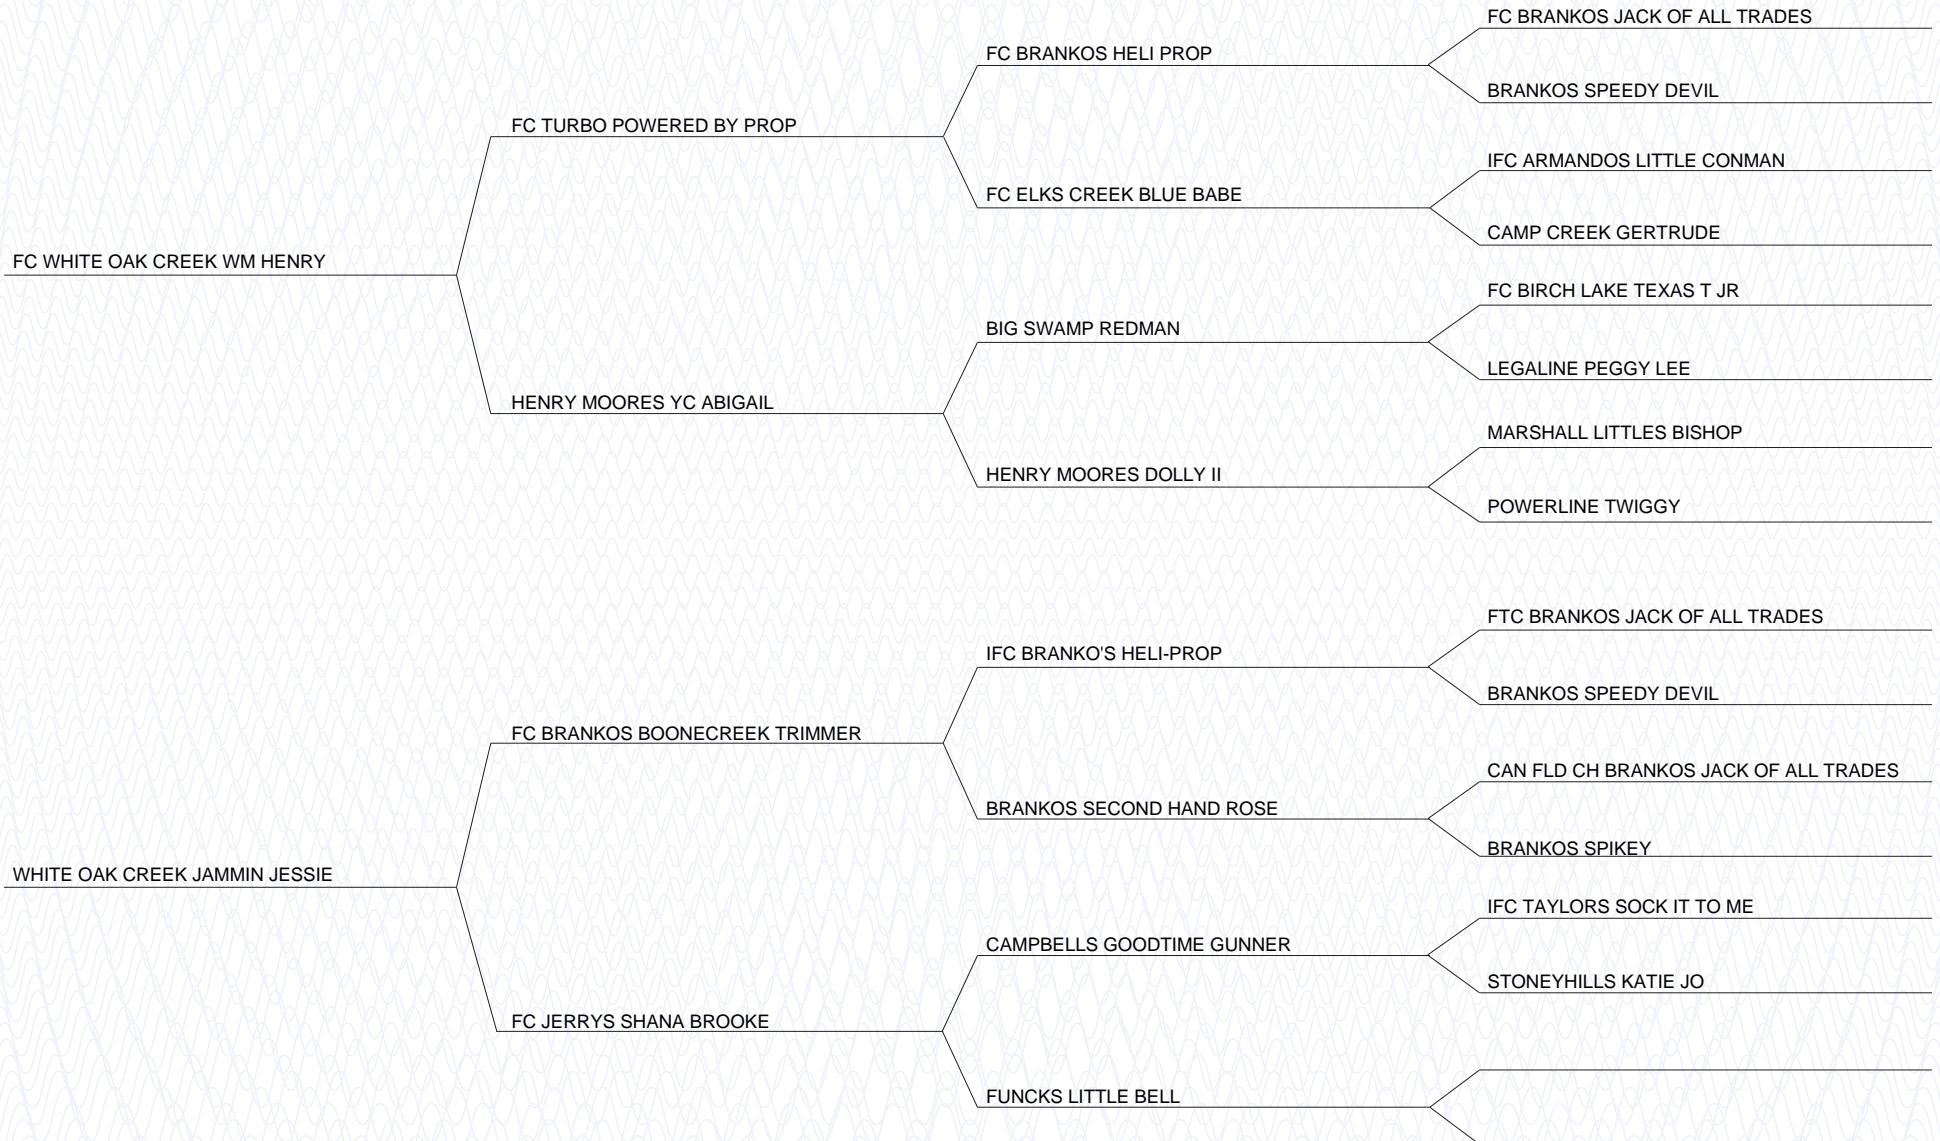 FC BRANKOS JACK OF ALL TRADES
FC BRANKOS HELI PROP
BRANKOS SPEEDY DEVIL
FC TURBO POWERED BY PROP
IFC ARMANDOS LITTLE CONMAN
FC ELKS CREEK BLUE BABE
CAMP CREEK GERTRUDE
FC WHITE OAK CREEK WM HENRY
FC BIRCH LAKE TEXAS T JR
BIG SWAMP REDMAN
LEGALINE PEGGY LEE
HENRY MOORES YC ABIGAIL
MARSHALL LITTLES BISHOP
HENRY MOORES DOLLY II
POWERLINE TWIGGY
FTC BRANKOS JACK OF ALL TRADES
IFC BRANKO'S HELI-PROP
BRANKOS SPEEDY DEVIL
FC BRANKOS BOONECREEK TRIMMER
CAN FLD CH BRANKOS JACK OF ALL TRADES
BRANKOS SECOND HAND ROSE
BRANKOS SPIKEY
WHITE OAK CREEK JAMMIN JESSIE
IFC TAYLORS SOCK IT TO ME
CAMPBELLS GOODTIME GUNNER
STONEYHILLS KATIE JO
FC JERRYS SHANA BROOKE
FUNCKS LITTLE BELL